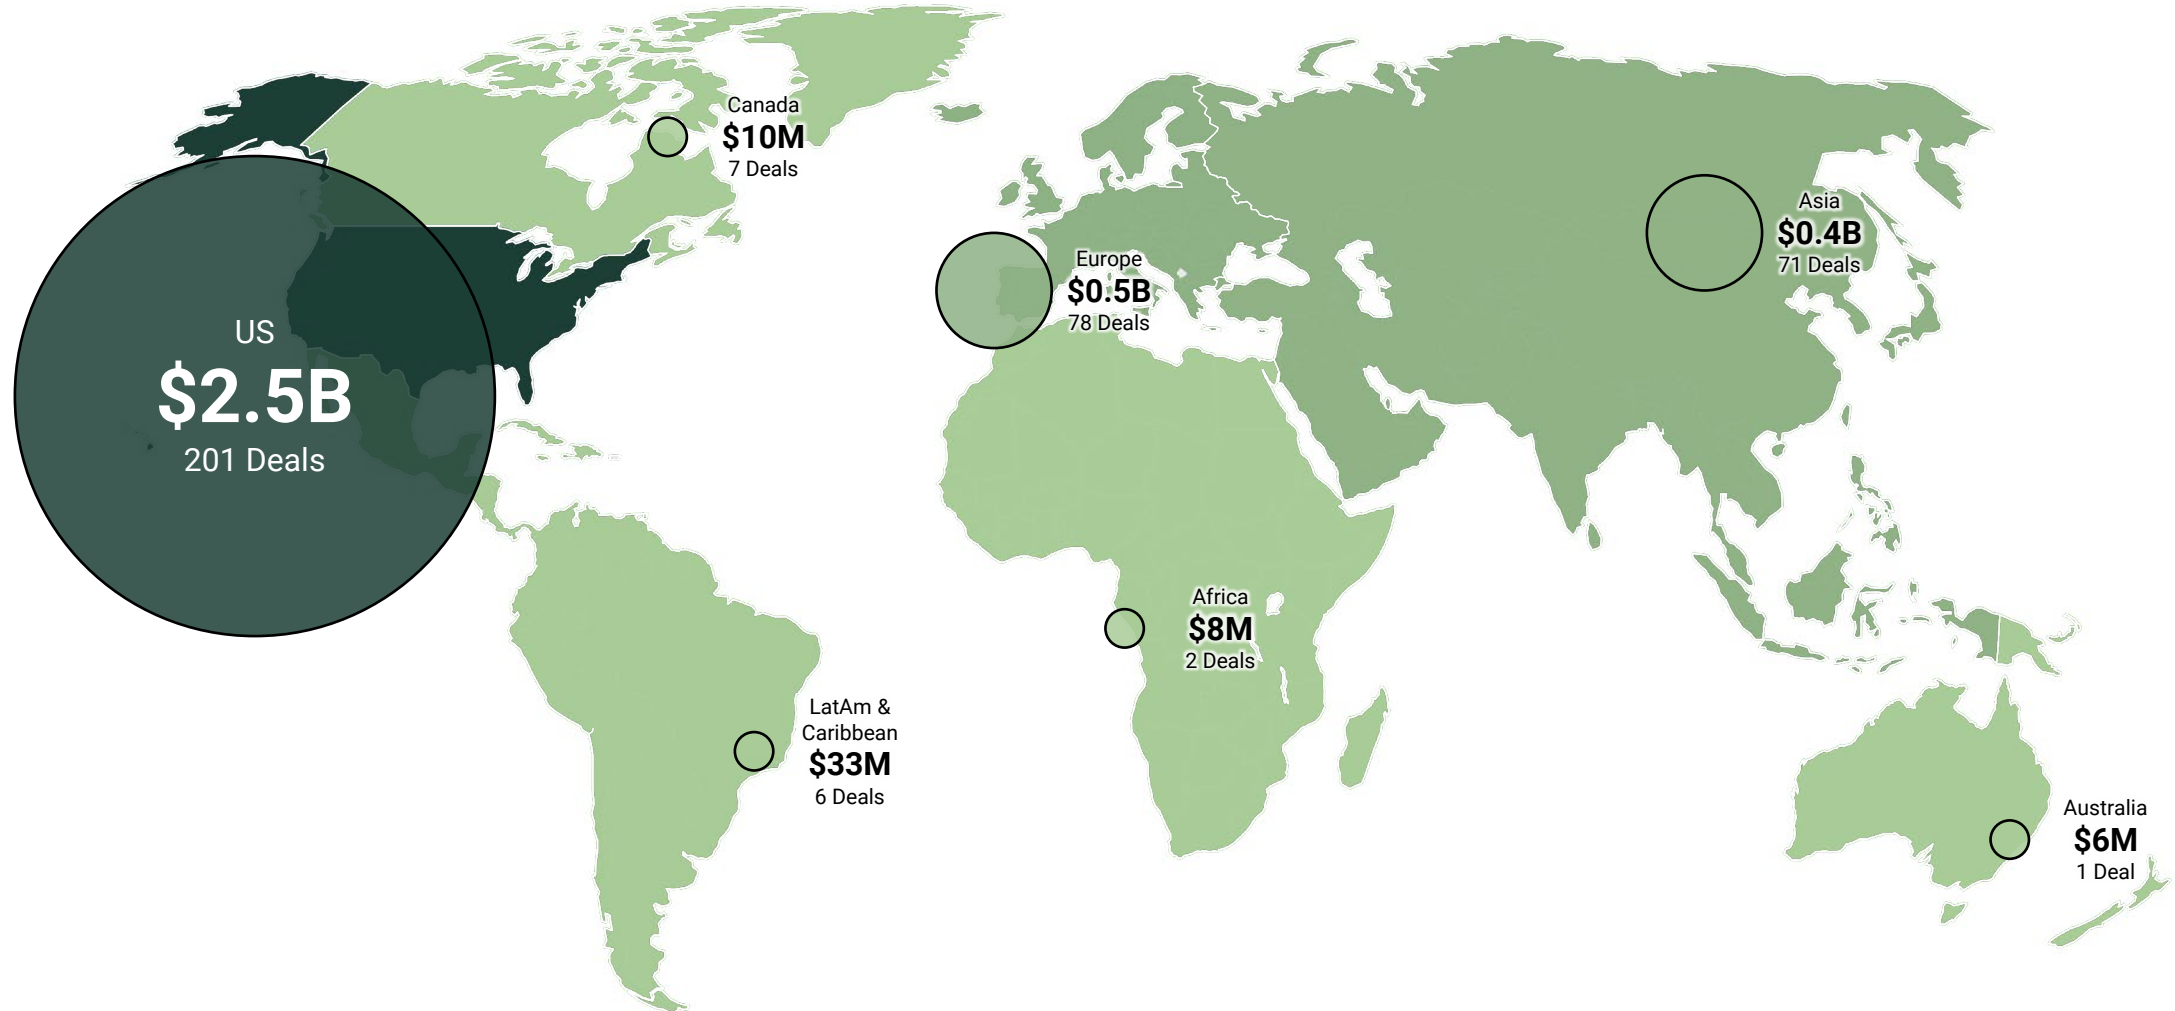 Canada
$10M
7 Deals
Asia
$0.4B
71 Deals
Europe
$0.5B
78 Deals
US
$2.5B
201 Deals
Africa
$8M
2 Deals
LatAm &
Caribbean
$33M
6 Deals
Australia
$6M
1 Deal